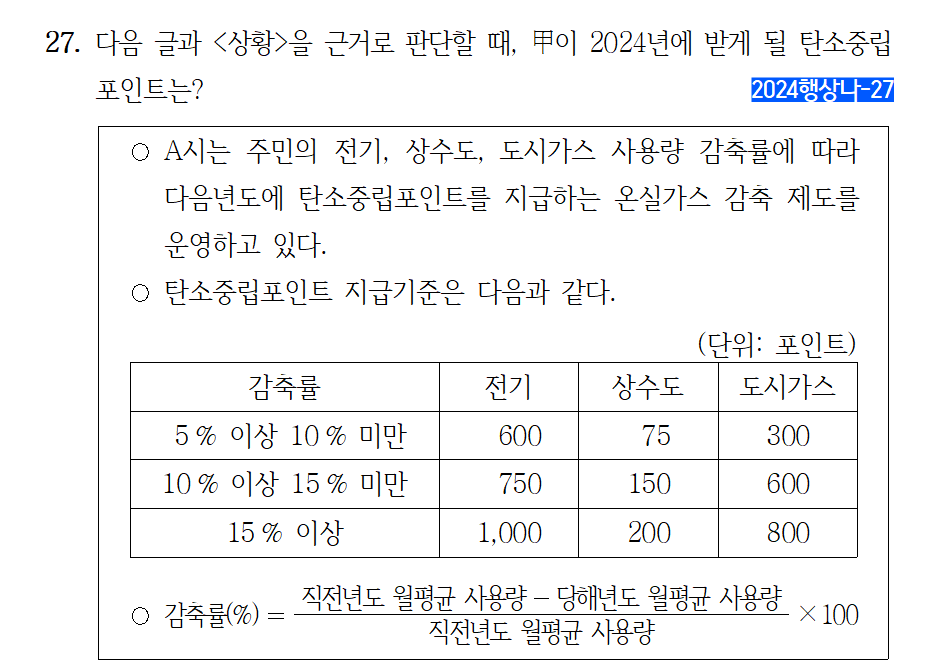 27. 다음 글과 <상황>을 근거로 판단할 때, 甲이 2024년에 받게 될 탄소중립
포인트는?
2024행상나-27
○ A시는 주민의 전기, 상수도, 도시가스 사용량 감축률에 따라
다음년도에 탄소중립포인트를 지급하는 온실가스 감축 제도를
운영하고 있다.
○ 탄소중립포인트 지급기준은 다음과 같다.
(단위: 포인트)
감축률 전기 상수도 도시가스
5% 이상 10% 미만 600 75 300
10% 이상 15% 미만 750 150 600
15% 이상 1,000 200 800
○ 감축률(%) = 직전년도 월평균 사용량 − 당해년도 월평균 사용량 × 100
직전년도 월평균 사용량